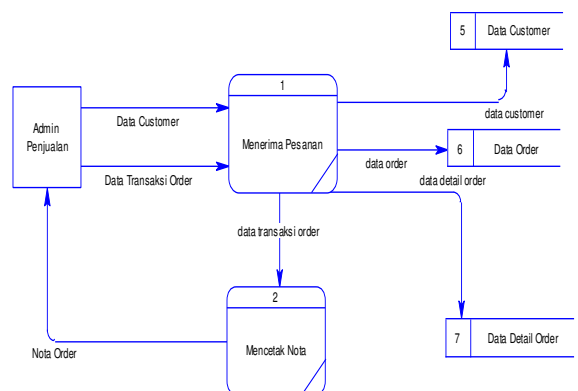 5 Data Customer
1
Admin
Penjualan
Data Customer
data customer
Menerima Pesanan
6 Data Order
data order
Data Transaksi Order
data detail order
data transaksi order
2
7 Data Detail Order
Nota Order
Mencetak Nota